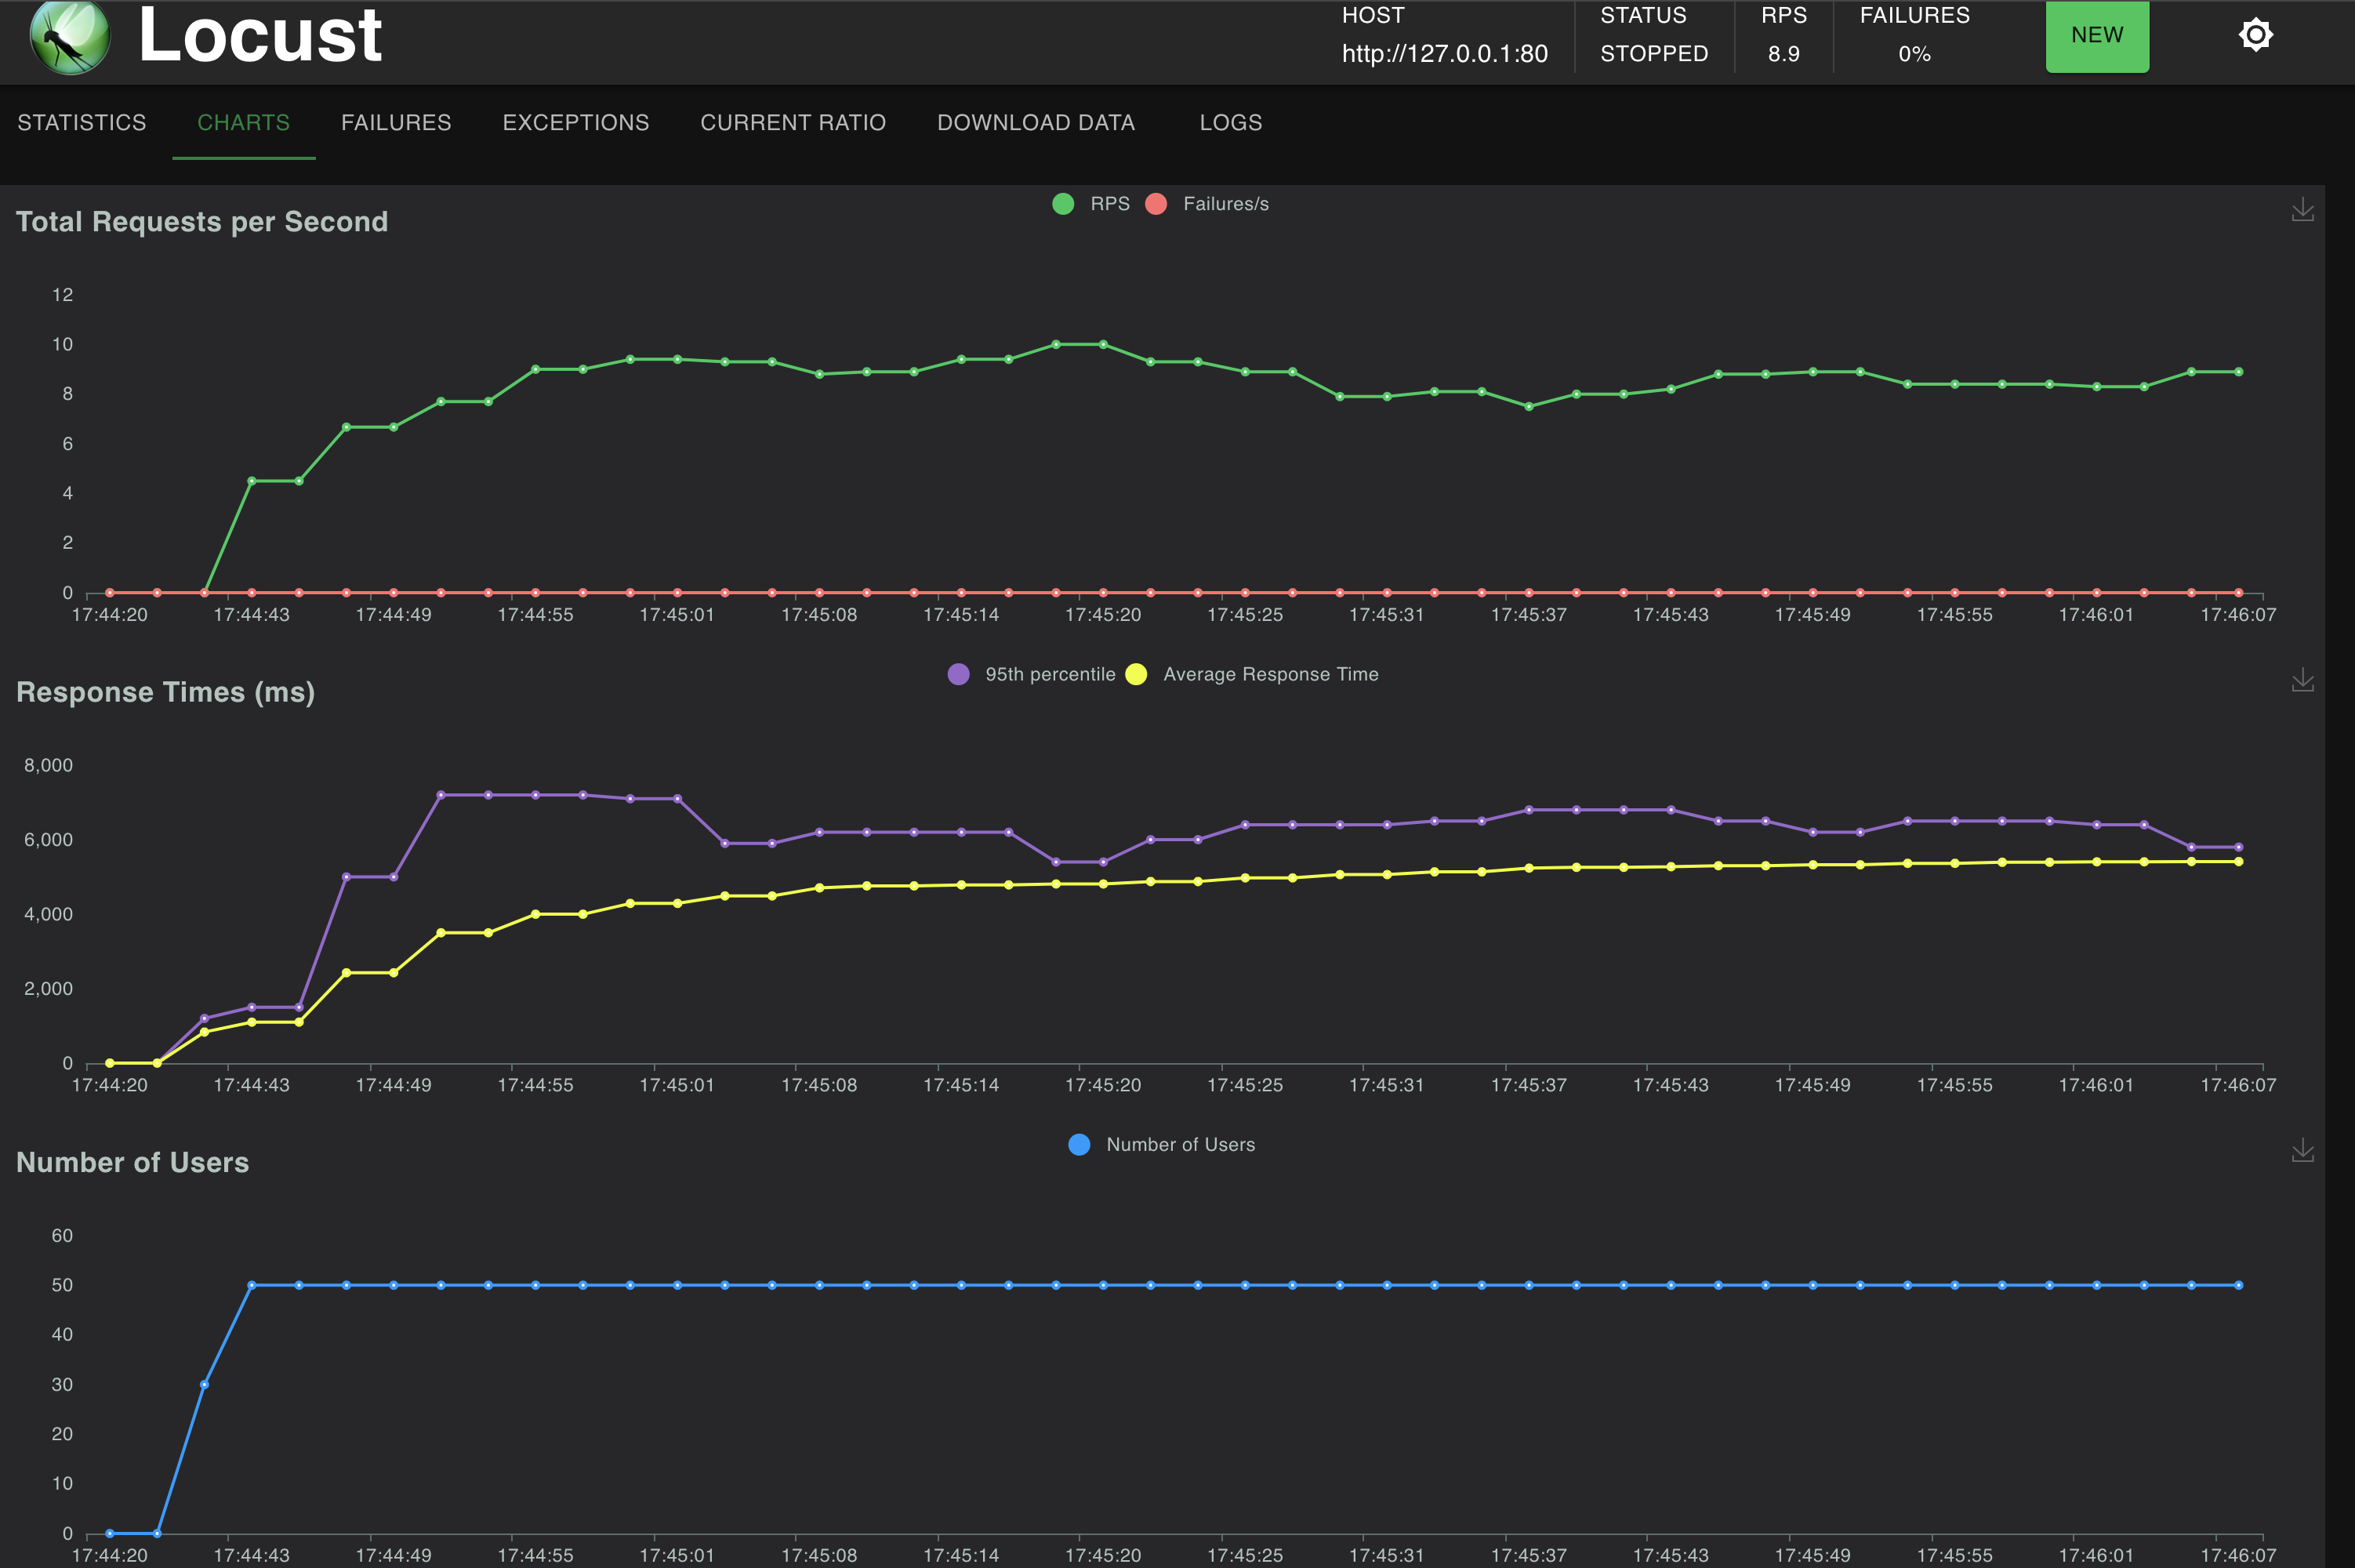 Locust
HOST
http://127.0.0.1:80
STATUS
STOPPED
RPS
8.9
FAILURES
0%
NEW
STATISTICS CHARTS FAILURES EXCEPTIONS CURRENT RATIO DOWNLOAD DATA LOGS
RPS Failures/s
Total Requests per Second
12
10
8
6
4
2
0
17:44:20 17:44:43 17:44:49 17:44:55 17:45:01 17:45:08 17:45:14 17:45:20 17:45:25 17:45:31 17:45:37 17:45:43 17:45:49 17:45:55 17:46:01 17:46:07
95th percentile Average Response Time
Response Times (ms)
8,000
6,000
4,000
2,000
0
17:44:20 17:44:43 17:44:49 17:44:55 17:45:01 17:45:08 17:45:14 17:45:20 17:45:25 17:45:31 17:45:37 17:45:43 17:45:49 17:45:55 17:46:01 17:46:07
Number of Users
Number of Users
60
50
40
30
20
10
0
17:44:20 17:44:43 17:44:49 17:44:55 17:45:01 17:45:08 17:45:14 17:45:20 17:45:25 17:45:31 17:45:37 17:45:43 17:45:49 17:45:55 17:46:01 17:46:07